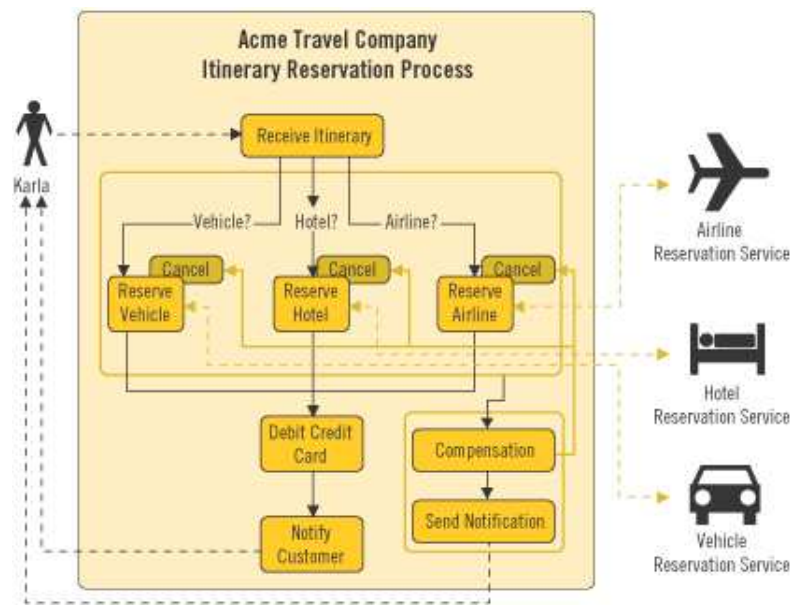 Acme Travel Company
Itinerary Reservation Process
Receive Itinerary
Karla
Vehicle?
Hotel?
Airline?
Cancel
Cancel
Cancel
Reserve
Vehicle
Reserve
Hotel
Reserve
Airline
Airline
Reservation Service
Hotel
Reservation Service
Debit Credit
Card
Compensation
Notify
Customer
Send Notification
Vehicle
Reservation Service